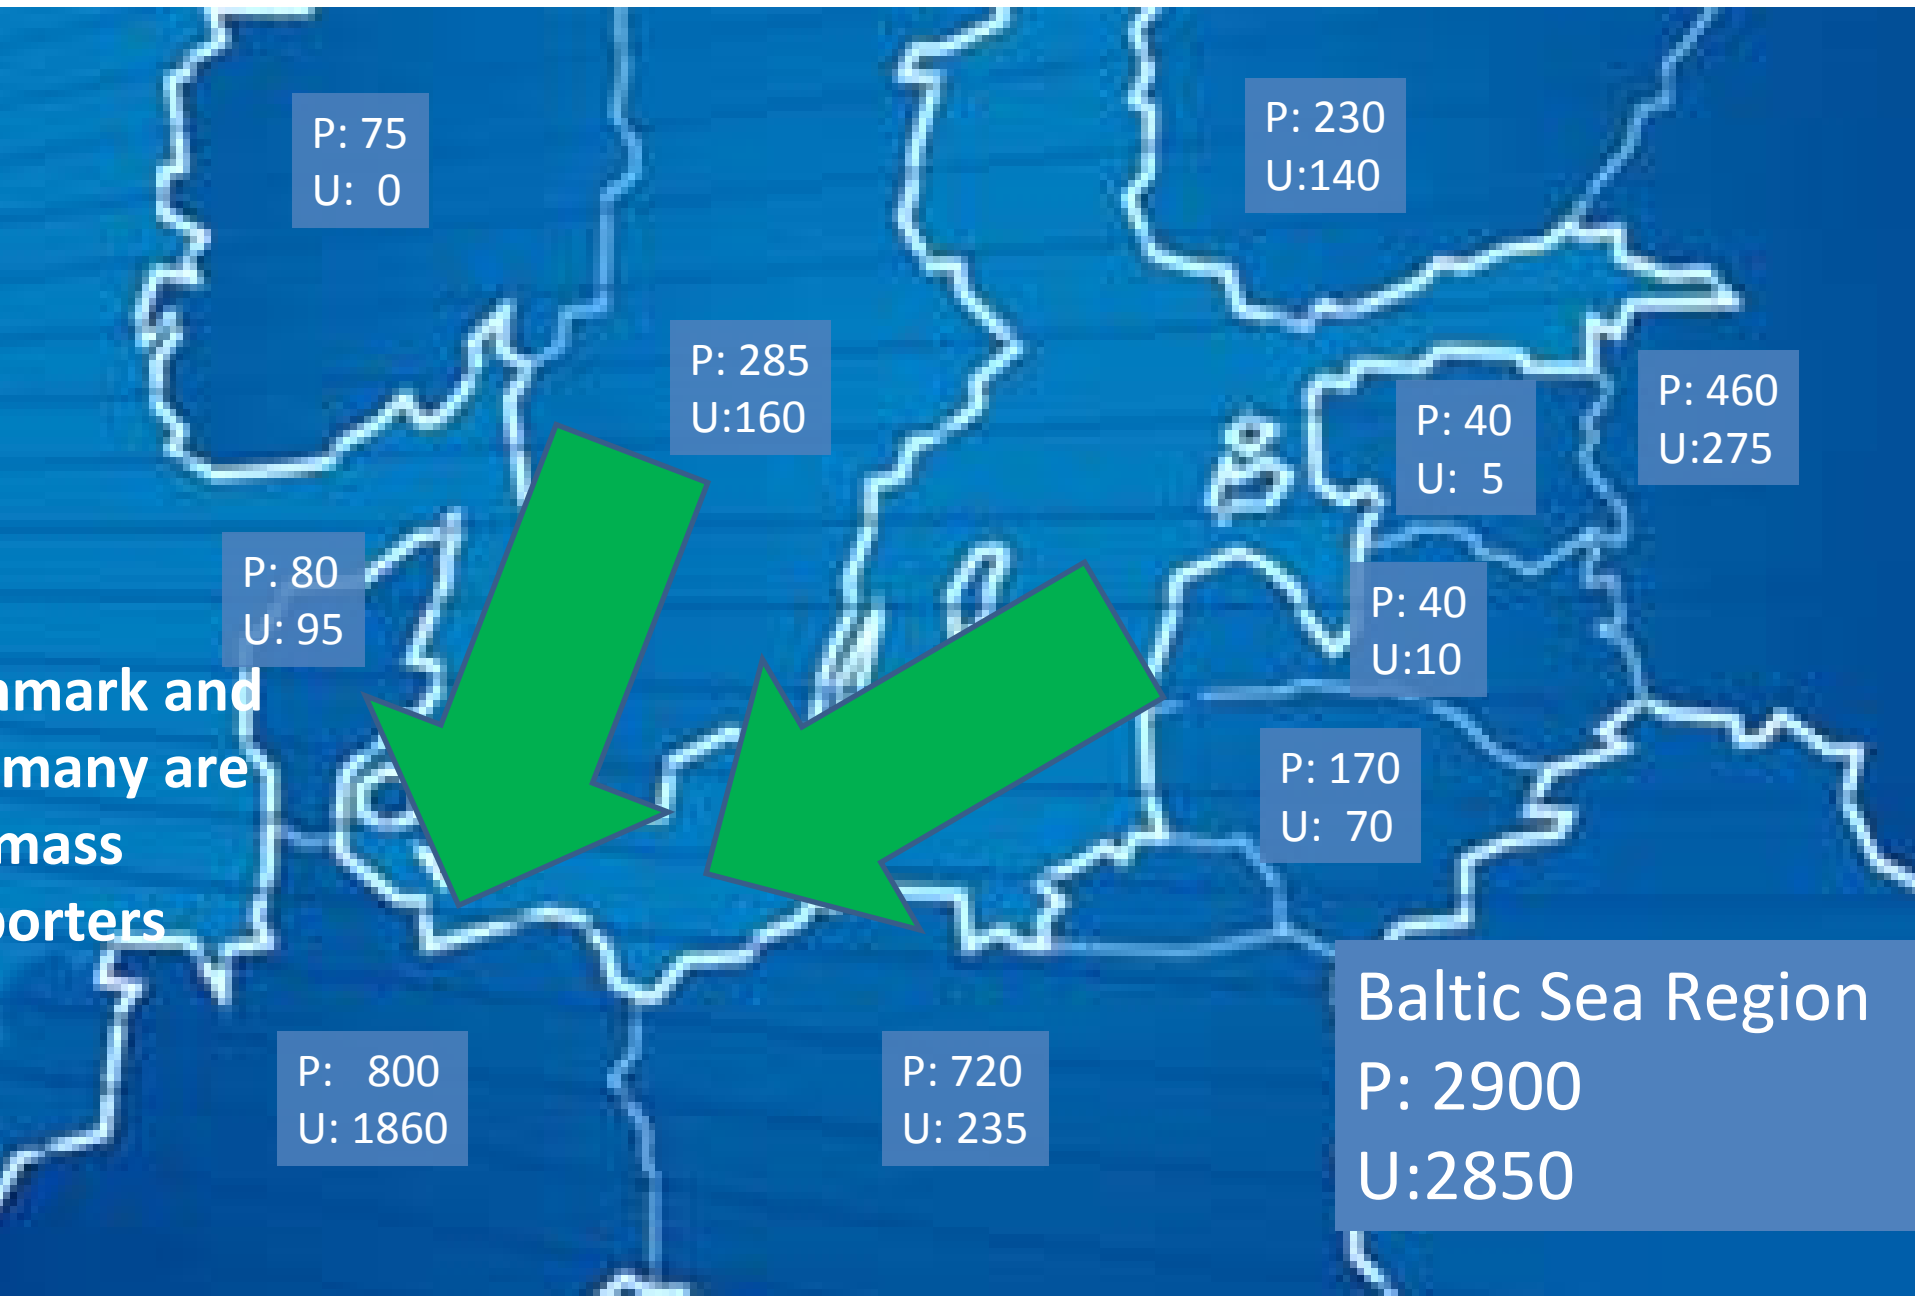 P: 75
U: 0
P: 230
U:140
P: 285
U:160
P: 460
U:275
P: 40
U: 5
P: 80
U: 95
P: 40
U:10
nmark and
many are
mass
porters
P: 170
U: 70
P: 800
U: 1860
P: 720
U: 235
Baltic Sea Region
P: 2900
U:2850